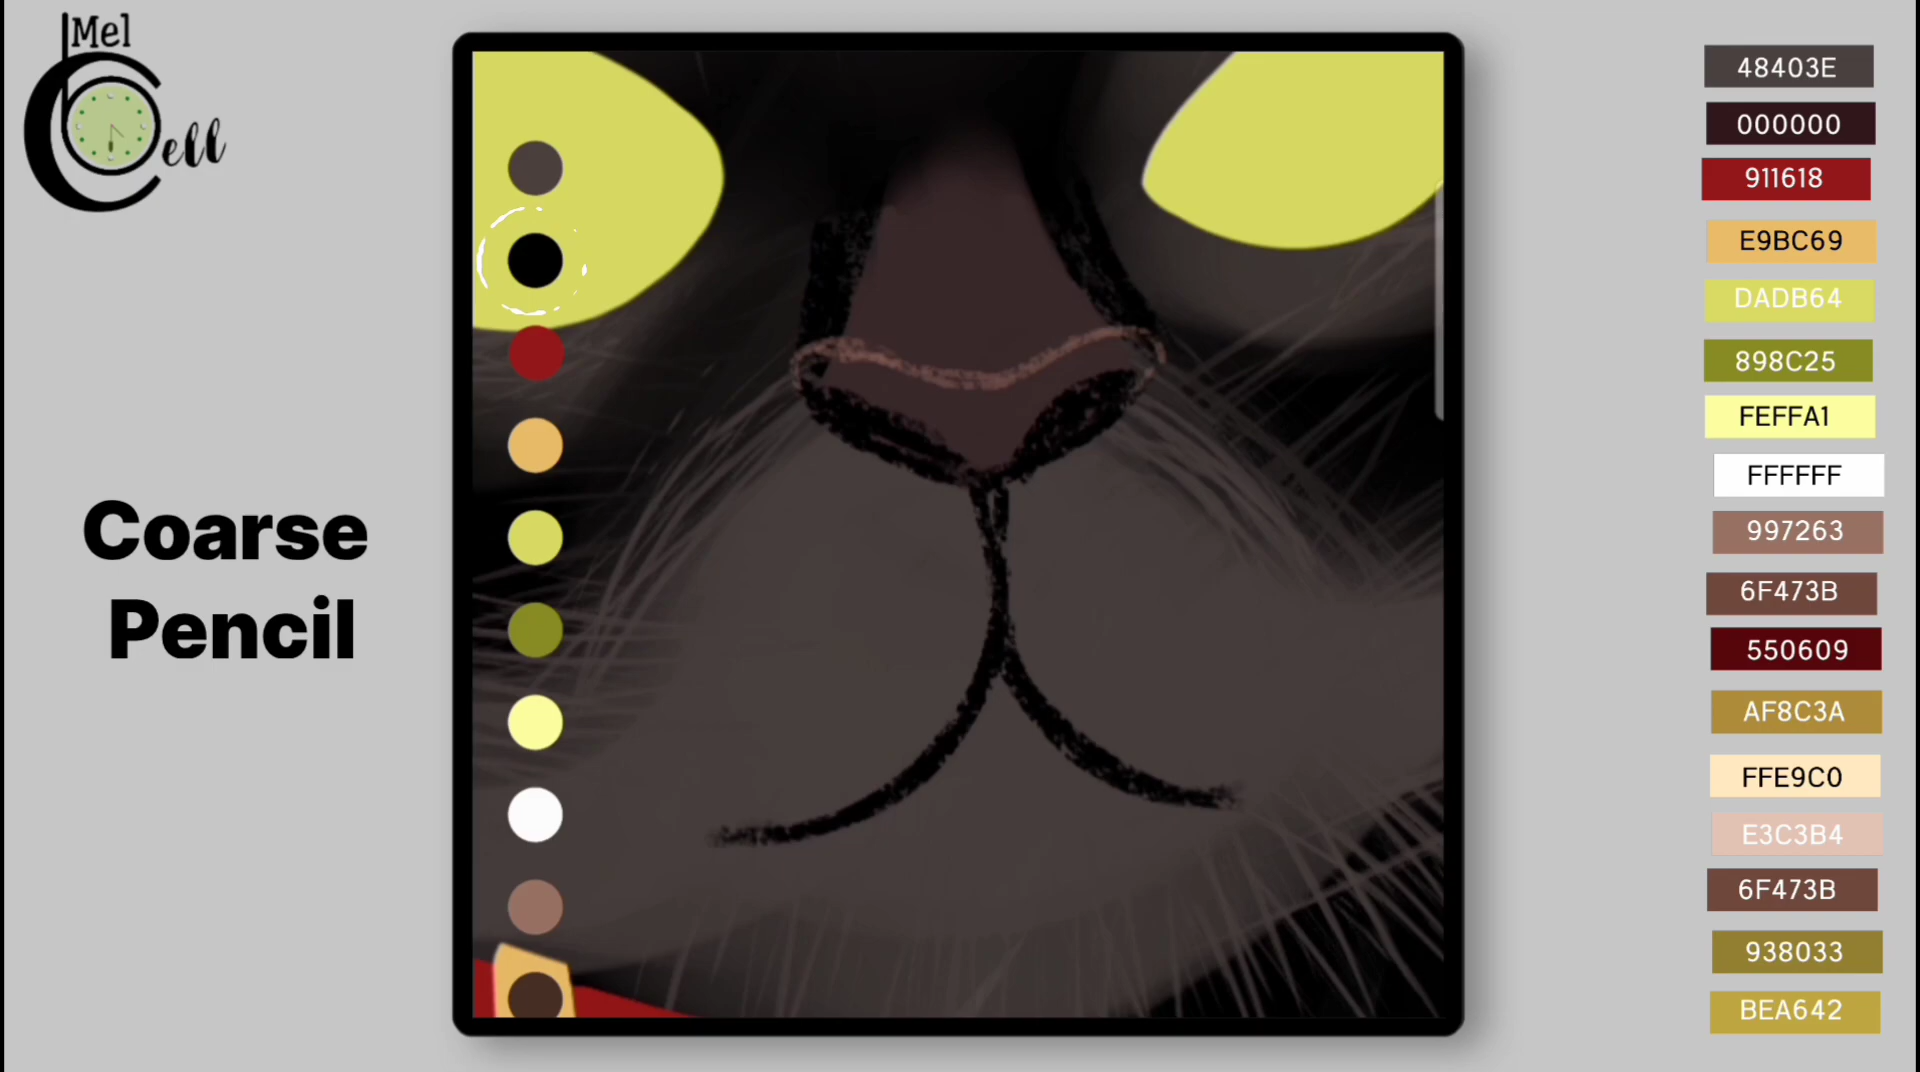 Mel
Cell
Coarse
Pencil
48403E
000000
911618
E9BC69
DADB64
898C25
FEFFA1
FFFFFF
997263
6F473B
550609
AF8C3A
FFE9C0
E3C3B4
6F473B
938033
BEA642